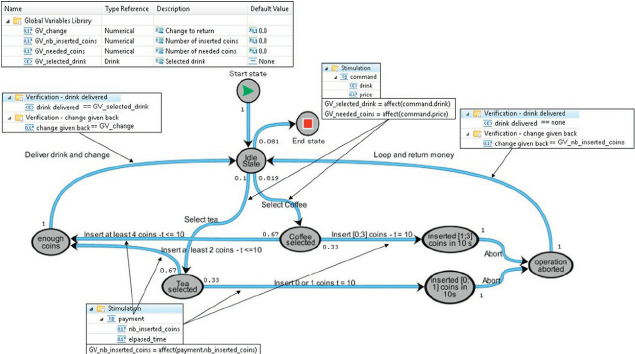 Name Type Reference Description Default Value
Global Variables Library
GV_change Numerical Change to return 0.0
GV_nb_inserted_coins Numerical Number of inserted coins 0.0
GV_needed_coins Numerical Number of needed coins 0.0
GV_selected_drink Drink Selected drink None
Start state
1
Stimulation
command
drink
price
GV_selected_drink = affect(command.drink)
GV_needed_coins = affect(command.price)
Verification - drink delivered
drink delivered == GV_selected_drink
Verification - change given back
change given back == GV_change
Verification - drink delivered
drink delivered == none
Verification - change given back
change given back == GV_nb_inserted_coins
0.081
End state
Deliver drink and change
Idle
State
Loop and return money
1
0.1
0.819
1
Select Coffee
Select tea
enough
coins
Insert at least 4 coins - t <= 10
0.67
Coffee
selected
Insert [0;3] coins - t = 10
0.33
inserted [1;3]
coins in 10 s
1
Abort
Insert a least 2 coins - t <=10
0.67
Tea
selected
0.33
Insert 0 or 1 coins t = 10
inserted [0;
1] coins in
10s
1
Abort
operation
aborted
Stimulation
payment
nb_inserted_coins
elpased_time
GV_nb_inserted_coins = affect(payment.nb_inserted_coins)